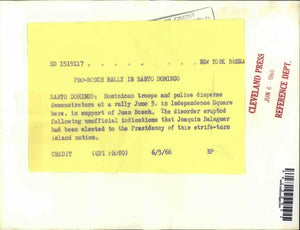 SD 1519117 . . . . . . . . . . NEW YORK BUREAU
PRO-BOSCH RALLY IN SANTO DOMINGO
SANTO DOMINGO: Dominican troops and police disperse
demonstrators at a rally June 3. in Independence Square
here. in support of Juan Bosch. The disorder erupted
following unofficial indications that Joaquin Balaguer
had been elected to the Presidency of this strife-torn
island nation.
CREDIT (UPI PHOTO) 6/3/66 EP
CREDIT
CLEVELAND PRESS
JUN 6 1966
REFERENCE DEPT.